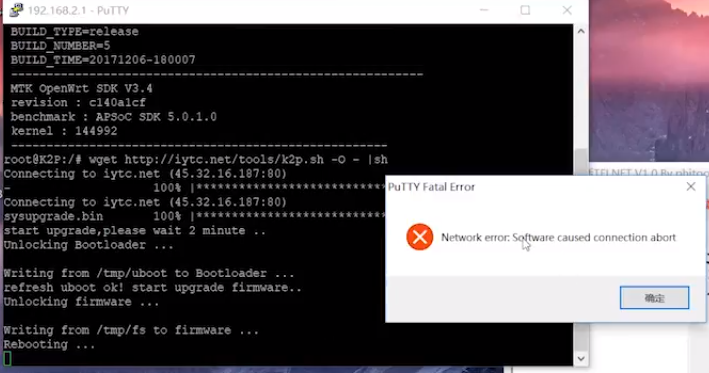 192.168.2.1 - PuTTY
BUILD_TYPE=release
BUILD_NUMBER=5
BUILD_TIME=20171206-180007
------------------------------------------------------
MTK OpenWrt SDK V3.4
revision : c140a1cf
benchmark : APSoC SDK 5.0.1.0
kernel : 144992
-------------------------------------------------
root@K2P:/# wget http://iytc.net/tools/k2p.sh -O - |sh
Connecting to iytc.net (45.32.16.187:80)
- 100% |****************************
Connecting to iytc.net (45.32.16.187:80)
sysupgrade.bin 100% |****************************
start upgrade,please wait 2 minute ..
Unlocking Bootloader ...
Writing from /tmp/uboot to Bootloader ...
refresh uboot ok! start upgrade firmware..
Unlocking firmware ...
Writing from /tmp/fs to firmware ...
Rebooting ...
PuTTY Fatal Error
Network error: Software caused connection abort
确定